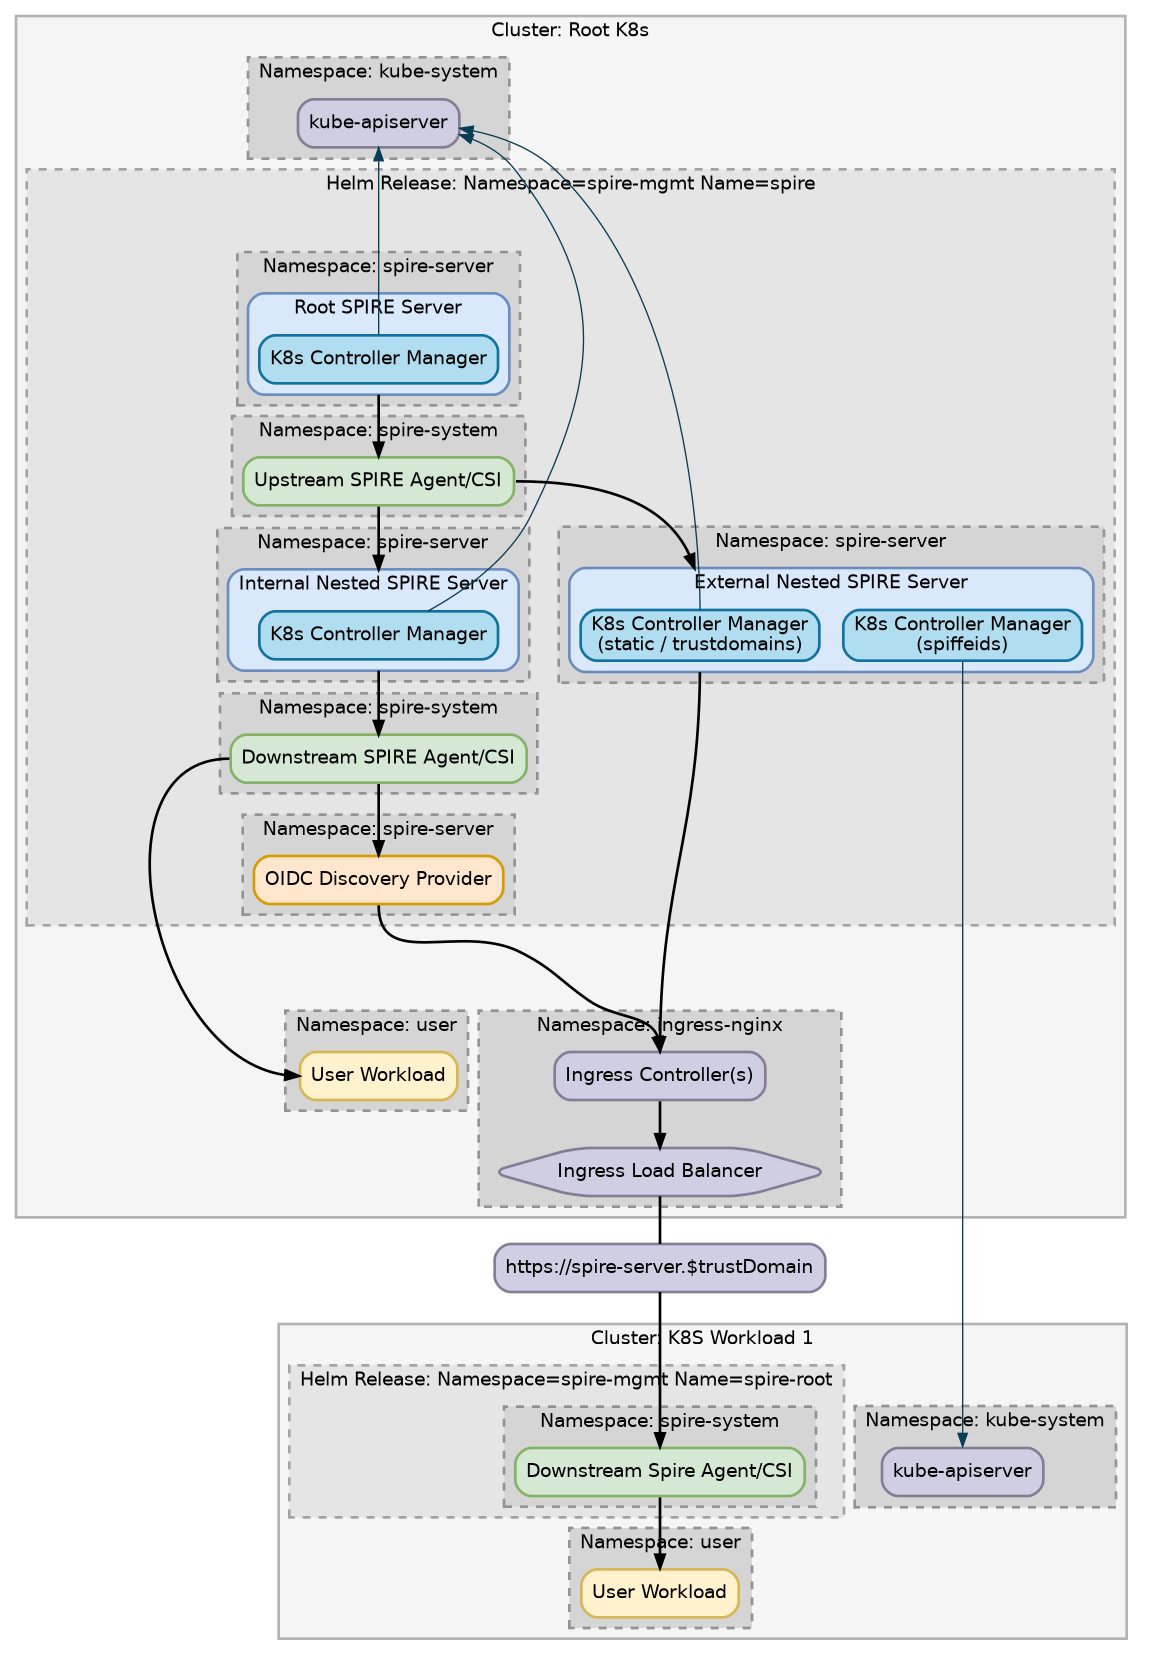 Cluster: Root K8s
Namespace: kube-system
kube-apiserver
Helm Release: Namespace=spire-mgmt Name=spire
Namespace: spire-server
Root SPIRE Server
K8s Controller Manager
Namespace: spire-system
Upstream SPIRE Agent/CSI
Namespace: spire-server
Internal Nested SPIRE Server
K8s Controller Manager
Namespace: spire-server
External Nested SPIRE Server
K8s Controller Manager
(static / trustdomains)
K8s Controller Manager
(spiffeids)
Namespace: spire-system
Downstream SPIRE Agent/CSI
Namespace: spire-server
OIDC Discovery Provider
Namespace: user
User Workload
Namespace: ingress-nginx
Ingress Controller(s)
Ingress Load Balancer
https://spire-server.$trustDomain
Cluster: K8S Workload 1
Helm Release: Namespace=spire-mgmt Name=spire-root
Namespace: spire-system
Downstream Spire Agent/CSI
Namespace: kube-system
kube-apiserver
Namespace: user
User Workload